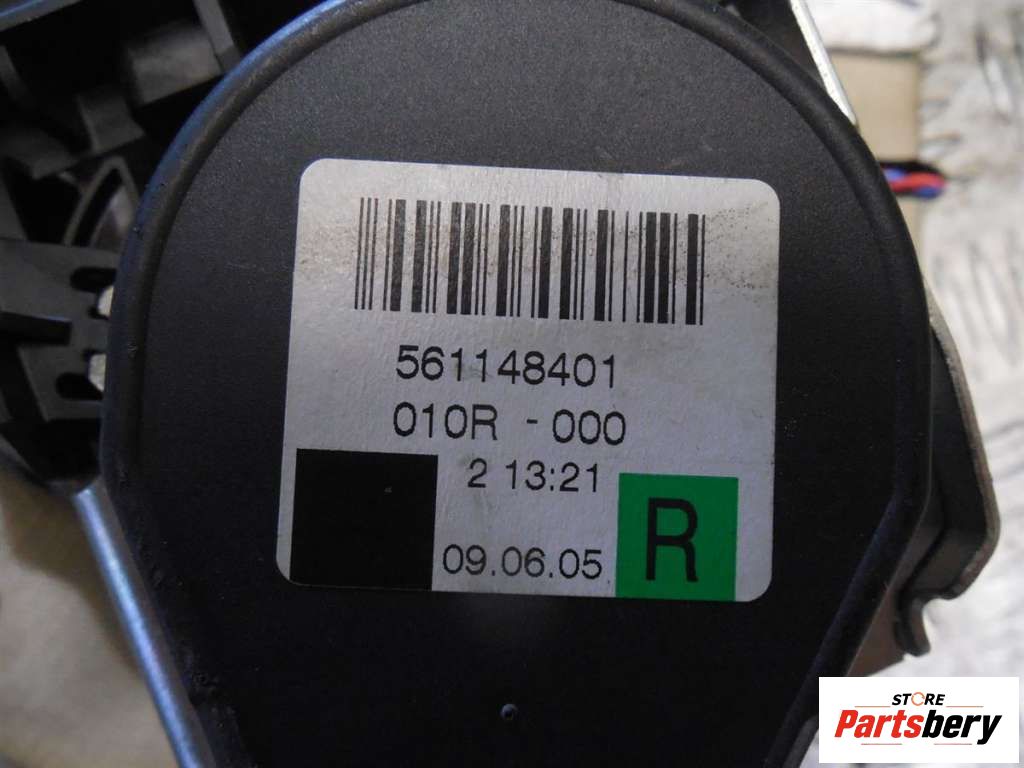 561148401
010R - 000
2 13:21
09.06.05
R
STORE
Partsbery